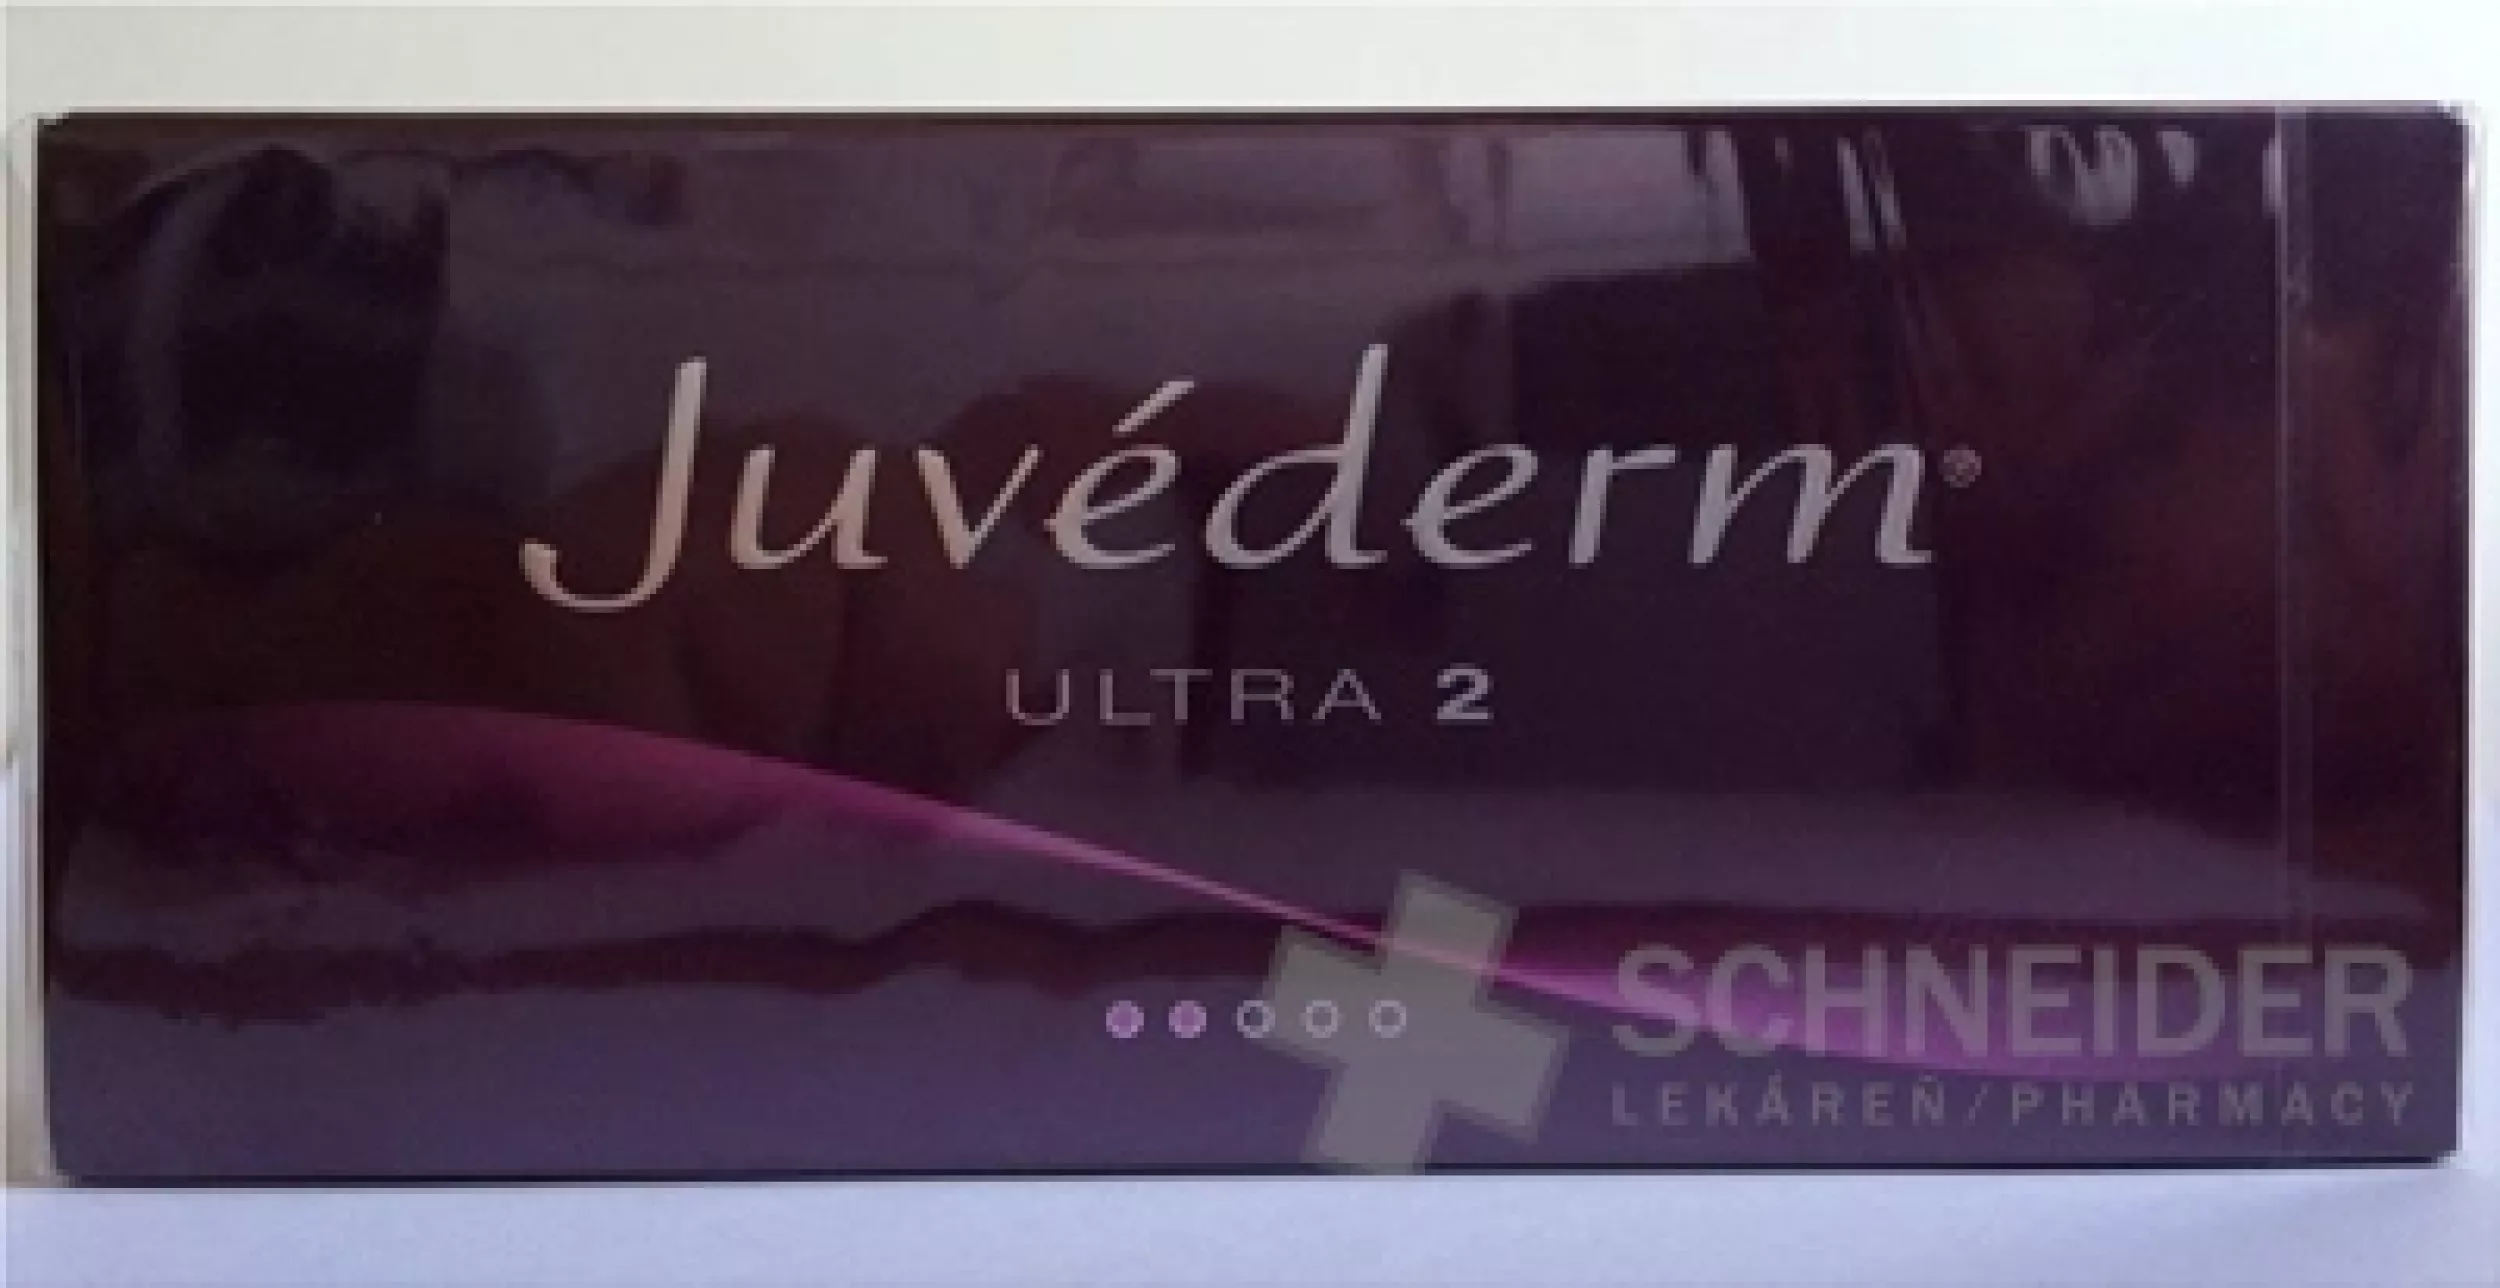 Juvéderm®
ULTRA 2
SCHNEIDER
LEKÁREŇ/PHARMACY